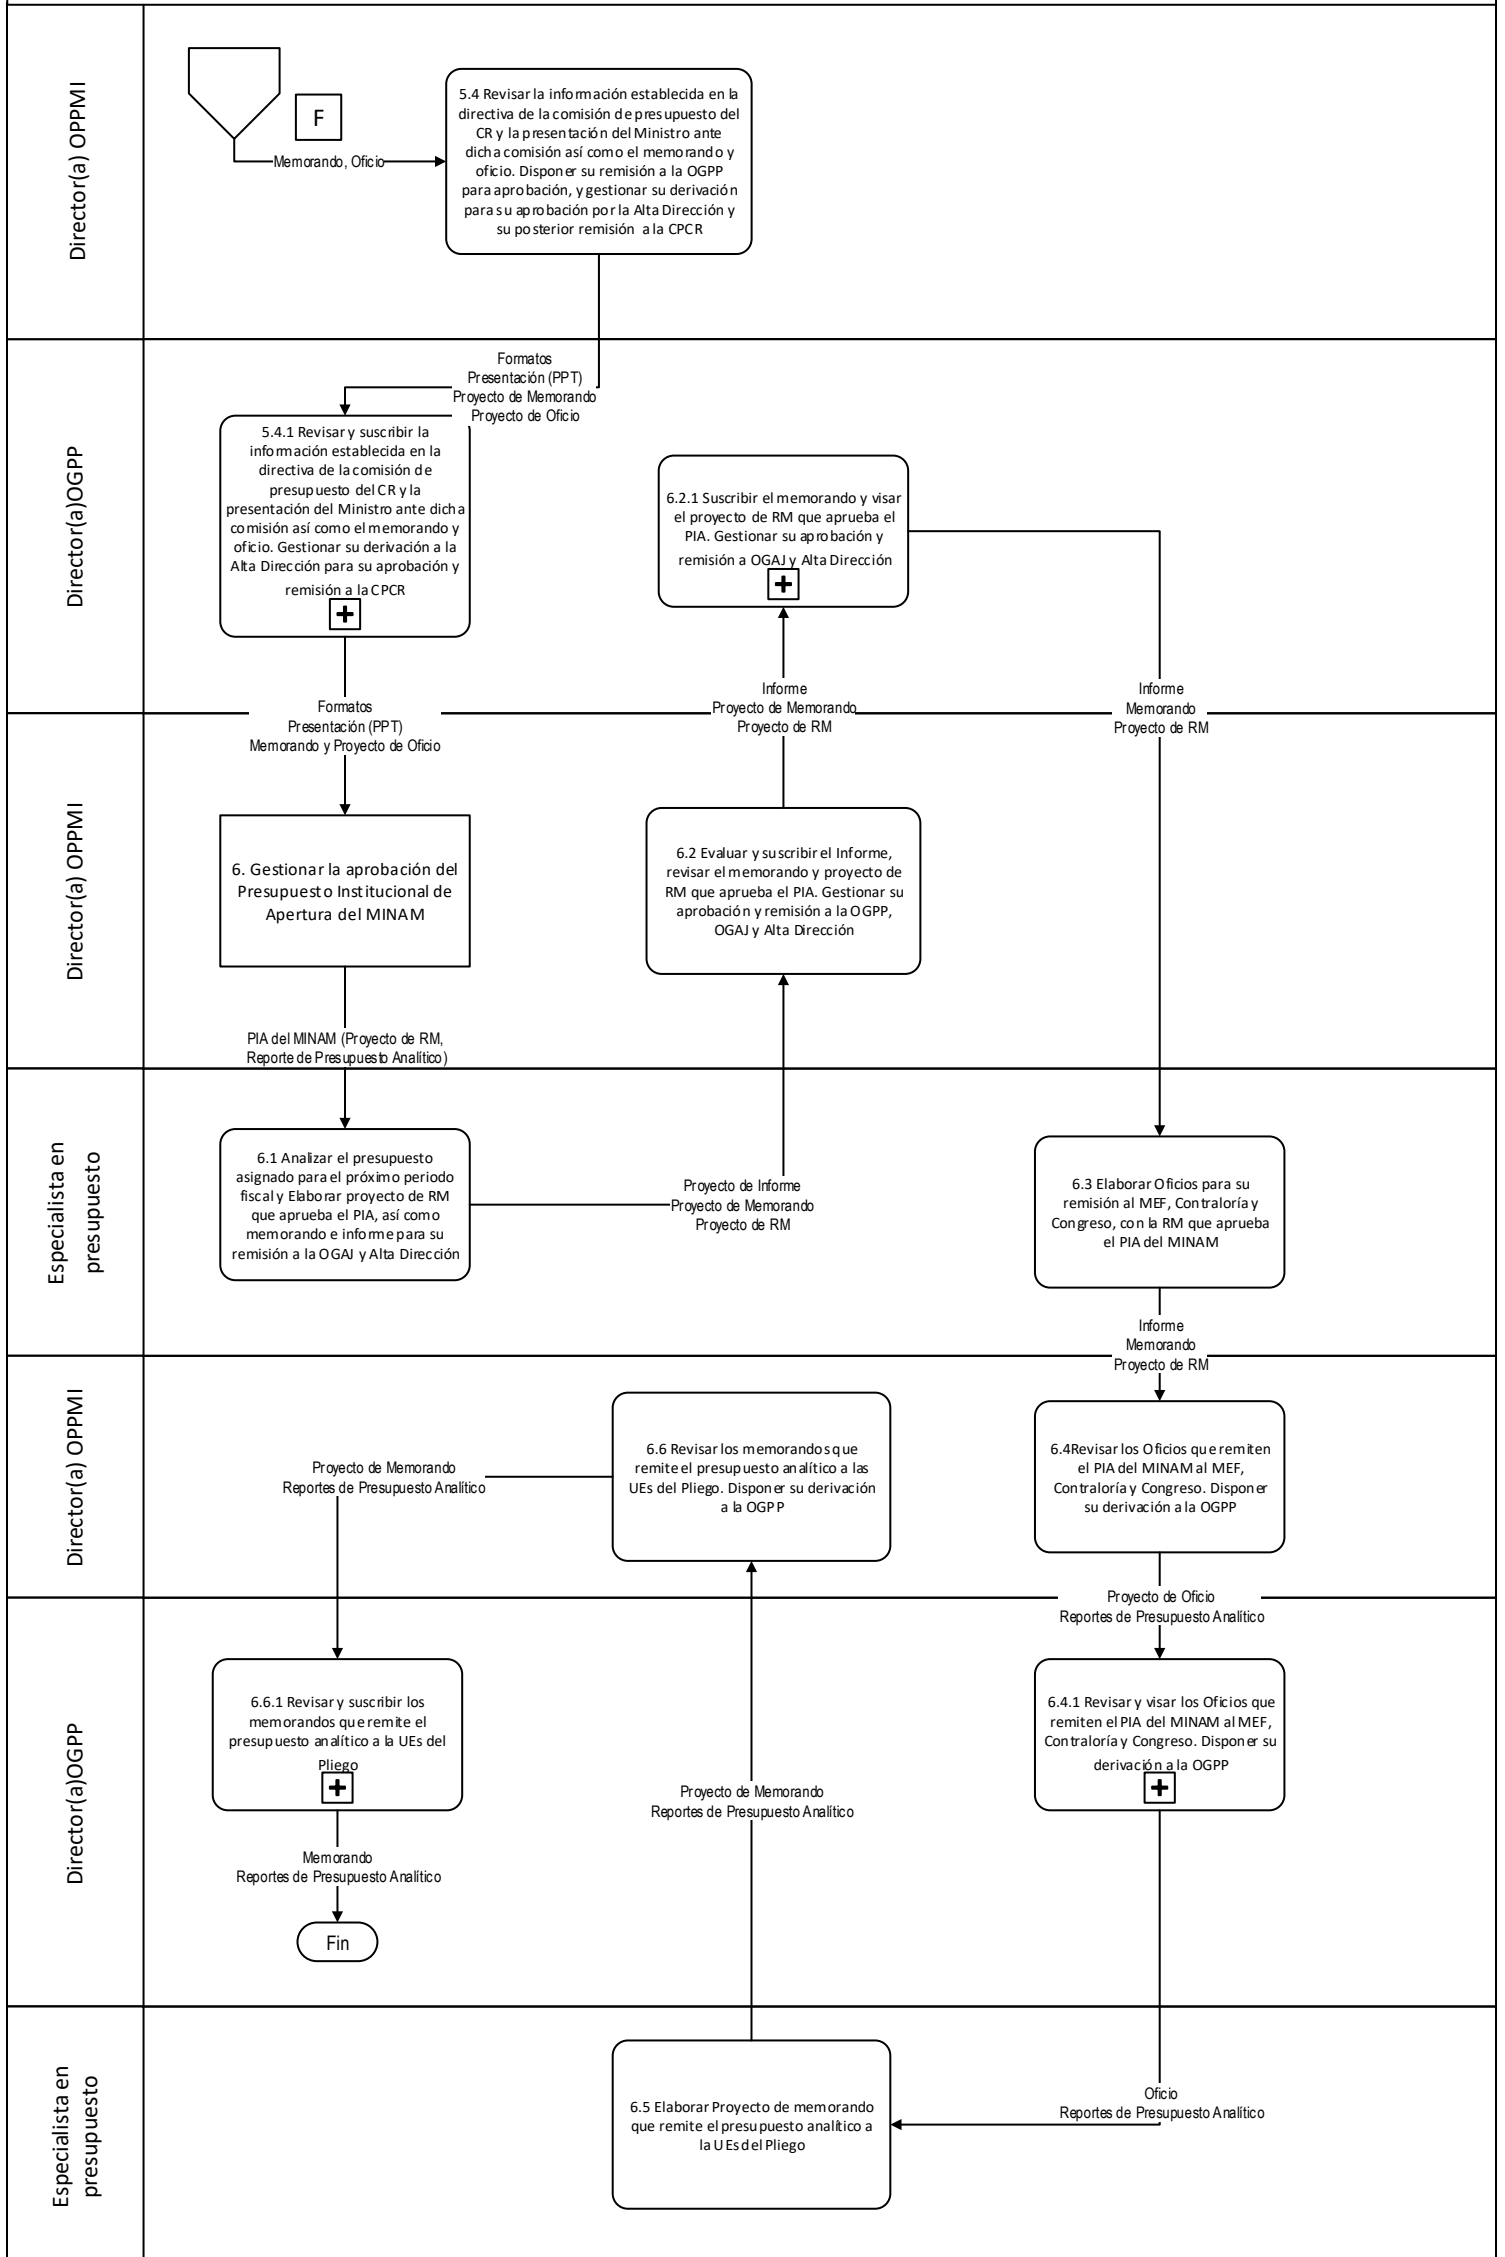 Director(a) OPPMI
F
Memorando, Oficio
5.4 Revisar la información establecida en la
directiva de la comisión de presupuesto del
CR y la presentación del Ministro ante
dicha comisión así como el memorando y
oficio. Disponer su remisión a la OGPP
para aprobación, y gestionar su derivación
para su aprobación por la Alta Dirección y
su posterior remisión a la CPCR
Director(a)OGPP
Formatos
Presentación (PPT)
Proyecto de Memorando
Proyecto de Oficio
5.4.1 Revisar y suscribir la
información establecida en la
directiva de la comisión de
presupuesto del CR y la
presentación del Ministro ante dicha
comisión así como el memorando y
oficio. Gestionar su derivación a la
Alta Dirección para su aprobación y
remisión a la CPCR
6.2.1 Suscribir el memorando y visar
el proyecto de RM que aprueba el
PIA. Gestionar su aprobación y
remisión a OGAJ y Alta Dirección
Formatos
Presentación (PPT)
Memorando y Proyecto de Oficio
Informe
Proyecto de Memorando
Proyecto de RM
Informe
Memorando
Proyecto de RM
Director(a) OPPMI
6. Gestionar la aprobación del
Presupuesto Institucional de
Apertura del MINAM
6.2 Evaluar y suscribir el Informe,
revisar el memorando y proyecto de
RM que aprueba el PIA. Gestionar su
aprobación y remisión a la OGPP,
OGAJ y Alta Dirección
PIA del MINAM (Proyecto de RM,
Reporte de Presupuesto Analítico)
Especialista en
presupuesto
6.1 Analizar el presupuesto
asignado para el próximo periodo
fiscal y Elaborar proyecto de RM
que aprueba el PIA, así como
memorando e informe para su
remisión a la OGAJ y Alta Dirección
Proyecto de Informe
Proyecto de Memorando
Proyecto de RM
6.3 Elaborar Oficios para su
remisión al MEF, Contraloría y
Congreso, con la RM que aprueba
el PIA del MINAM
Informe
Memorando
Proyecto de RM
Director(a) OPPMI
Proyecto de Memorando
Reportes de Presupuesto Analítico
6.6 Revisar los memorandos que
remite el presupuesto analítico a las
UEs del Pliego. Disponer su derivación
a la OGPP
6.4Revisar los Oficios que remiten
el PIA del MINAM al MEF,
Contraloría y Congreso. Disponer
su derivación a la OGPP
Proyecto de Oficio
Reportes de Presupuesto Analítico
Director(a)OGPP
6.6.1 Revisar y suscribir los
memorandos que remite el
presupuesto analítico a la UEs del
Pliego
6.4.1 Revisar y visar los Oficios que
remiten el PIA del MINAM al MEF,
Contraloría y Congreso. Disponer su
derivación a la OGPP
Proyecto de Memorando
Reportes de Presupuesto Analítico
Memorando
Reportes de Presupuesto Analítico
Fin
Especialista en
presupuesto
6.5 Elaborar Proyecto de memorando
que remite el presupuesto analítico a
la UEs del Pliego
Oficio
Reportes de Presupuesto Analítico